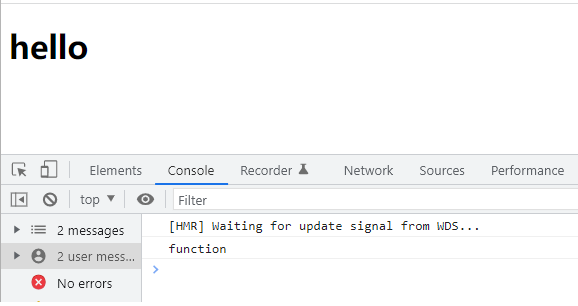 hello
Elements Console Recorder Network Sources Performance
top Filter
2 messages
[HMR] Waiting for update signal from WDS...
2 user mess...
function
No errors